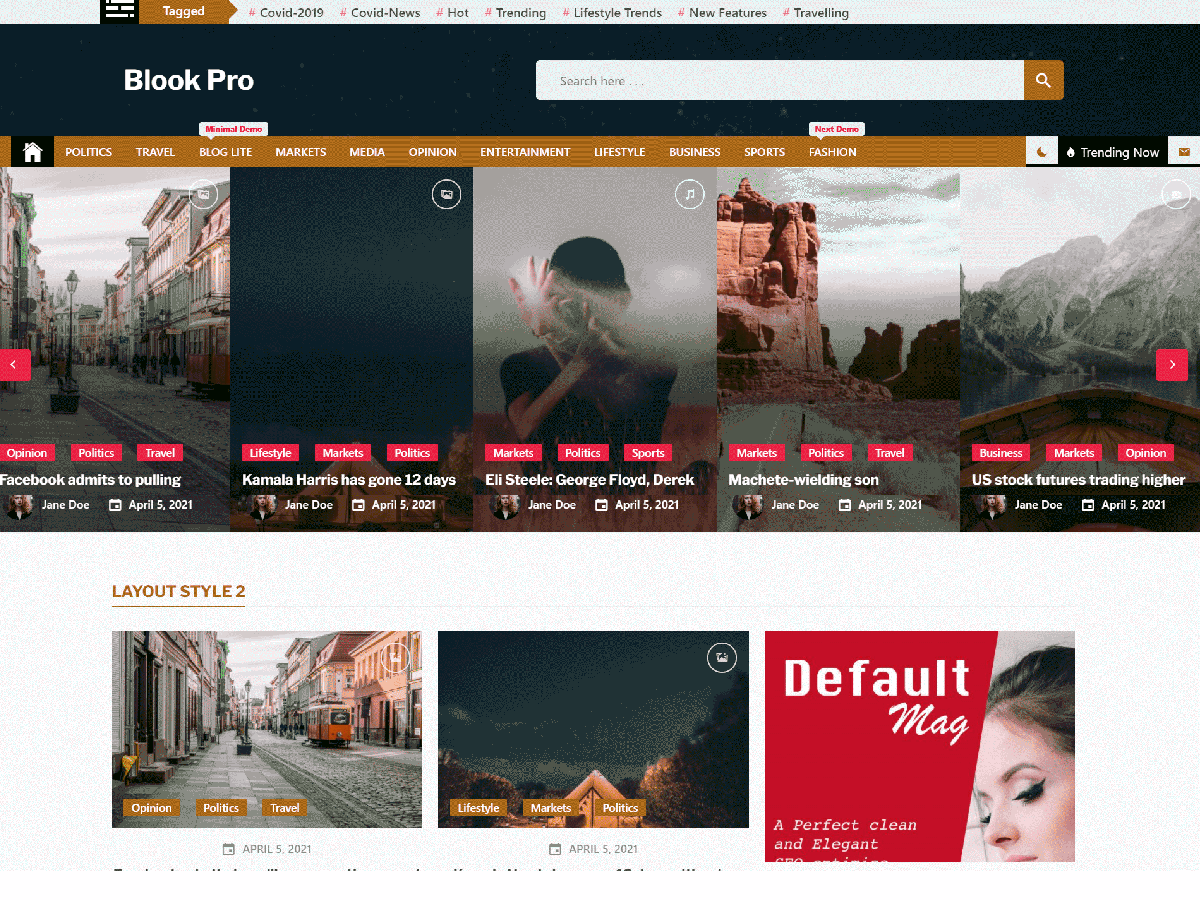 Tagged
# Covid-2019 # Covid-News # Hot # Trending # Lifestyle Trends # New Features # Travelling
Blook Pro
Search here . . .
Minimal Demo
Next Demo
POLITICS TRAVEL BLOG LITE MARKETS MEDIA OPINION ENTERTAINMENT LIFESTYLE BUSINESS SPORTS FASHION
Trending Now
Opinion Politics Travel
Facebook admits to pulling
Jane Doe April 5, 2021
Lifestyle Markets Politics
Kamala Harris has gone 12 days
Jane Doe April 5, 2021
Markets Politics Sports
Eli Steele: George Floyd, Derek
Jane Doe April 5, 2021
Markets Politics Travel
Machete-wielding son
Jane Doe April 5, 2021
Business Markets Opinion
US stock futures trading higher
Jane Doe April 5, 2021
LAYOUT STYLE 2
Opinion Politics Travel
APRIL 5, 2021
Lifestyle Markets Politics
APRIL 5, 2021
Default
Mag
A Perfect clean
and Elegant